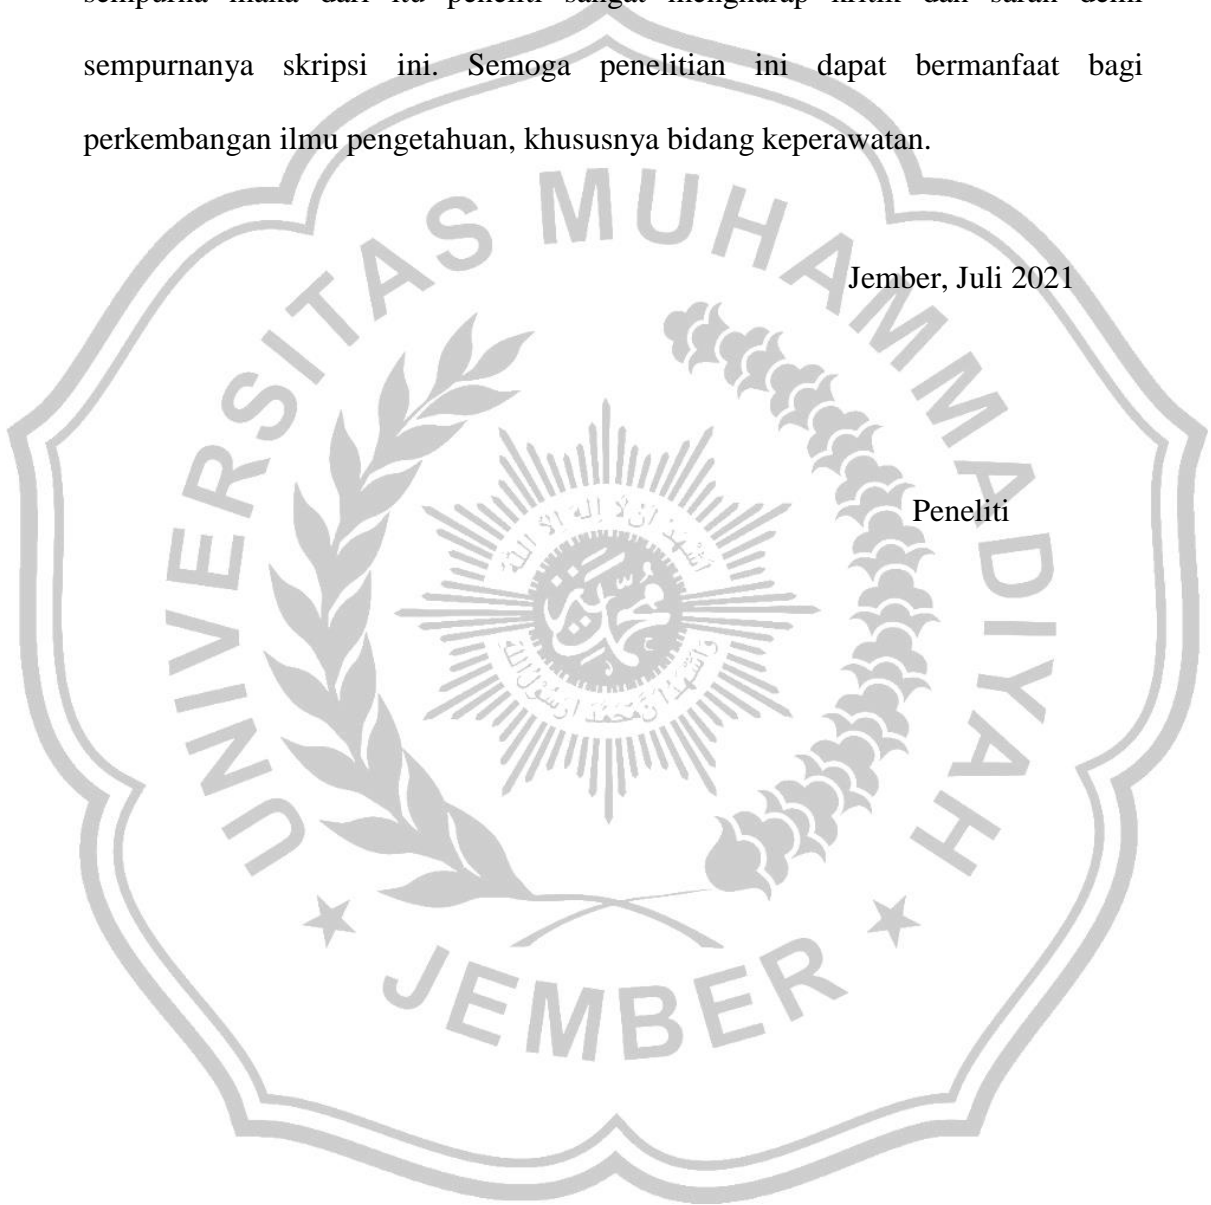 sempurna maka dari itu peneliti sangat mengharap kritik dan saran demi
sempurnanya skripsi ini. Semoga penelitian ini dapat bermanfaat bagi
perkembangan ilmu pengetahuan, khususnya bidang keperawatan.
Jember, Juli 2021
Peneliti
UNIVERSITAS MUHAMMADIYAH
JEMBER